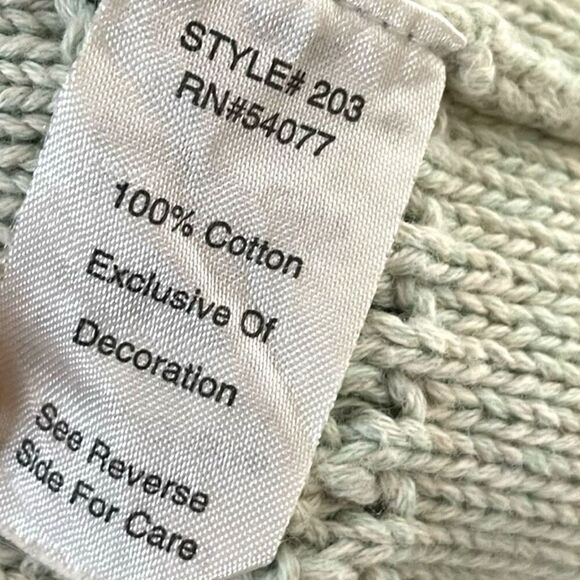 STYLE# 203
RN#54077
100% Cotton
Exclusive Of
Decoration
See Reverse
Side For Care